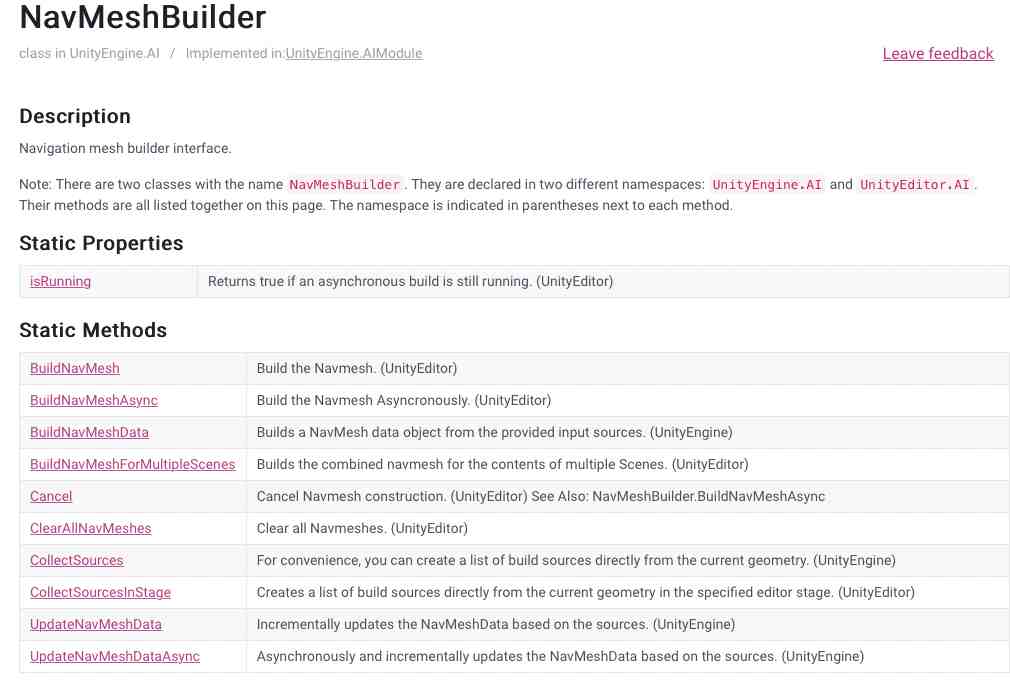 NavMeshBuilder
class in UnityEngine.AI / Implemented in:UnityEngine.AIModule
Leave feedback
Description
Navigation mesh builder interface.
Note: There are two classes with the name NavMeshBuilder. They are declared in two different namespaces: UnityEngine.AI and UnityEditor.AI.
Their methods are all listed together on this page. The namespace is indicated in parentheses next to each method.
Static Properties
isRunning Returns true if an asynchronous build is still running. (UnityEditor)
Static Methods
BuildNavMesh Build the Navmesh. (UnityEditor)
BuildNavMeshAsync Build the Navmesh Asyncronously. (UnityEditor)
BuildNavMeshData Builds a NavMesh data object from the provided input sources. (UnityEngine)
BuildNavMeshForMultipleScenes Builds the combined navmesh for the contents of multiple Scenes. (UnityEditor)
Cancel Cancel Navmesh construction. (UnityEditor) See Also: NavMeshBuilder.BuildNavMeshAsync
ClearAllNavMeshes Clear all Navmeshes. (UnityEditor)
CollectSources For convenience, you can create a list of build sources directly from the current geometry. (UnityEngine)
CollectSourcesInStage Creates a list of build sources directly from the current geometry in the specified editor stage. (UnityEditor)
UpdateNavMeshData Incrementally updates the NavMeshData based on the sources. (UnityEngine)
UpdateNavMeshDataAsync Asynchronously and incrementally updates the NavMeshData based on the sources. (UnityEngine)